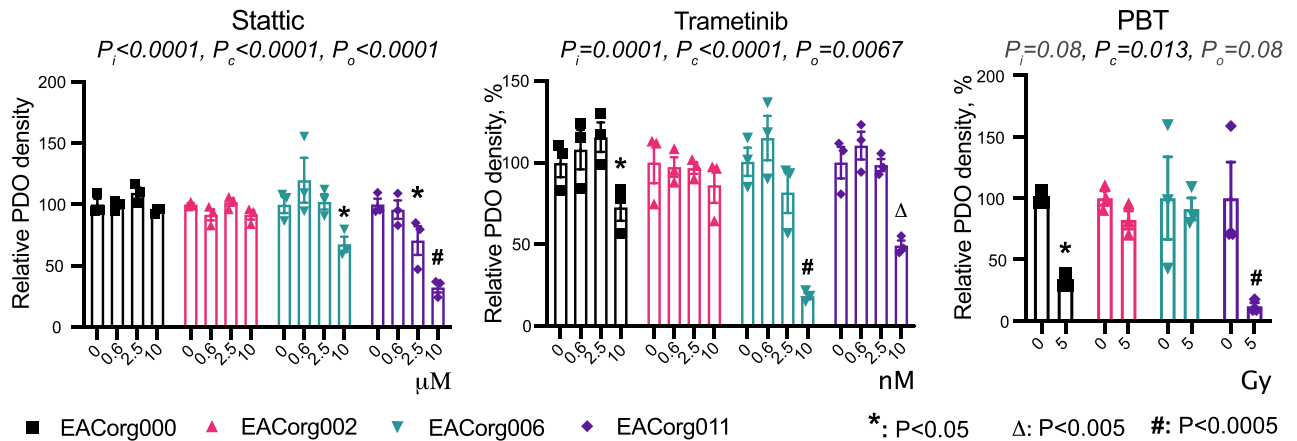 Stattic
P_i<0.0001, P_c<0.0001, P_o<0.0001
Relative PDO density
200
150
100
50
0
0 0.6 2.5 10 0 0.6 2.5 10 0 0.6 2.5 10 0 0.6 2.5 10
* * #
μM
Trametinib
P_i=0.0001, P_c<0.0001, P_o=0.0067
Relative PDO density, %
150
100
50
0
0 0.6 2.5 10 0 0.6 2.5 10 0 0.6 2.5 10 0 0.6 2.5 10
* # Δ
nM
PBT
P_i=0.08, P_c=0.013, P_o=0.08
Relative PDO density, %
200
150
100
50
0
0 5 0 5 0 5 0 5
* #
Gy
EACorg000 EACorg002 EACorg006 EACorg011 *: P<0.05 Δ: P<0.005 #: P<0.0005